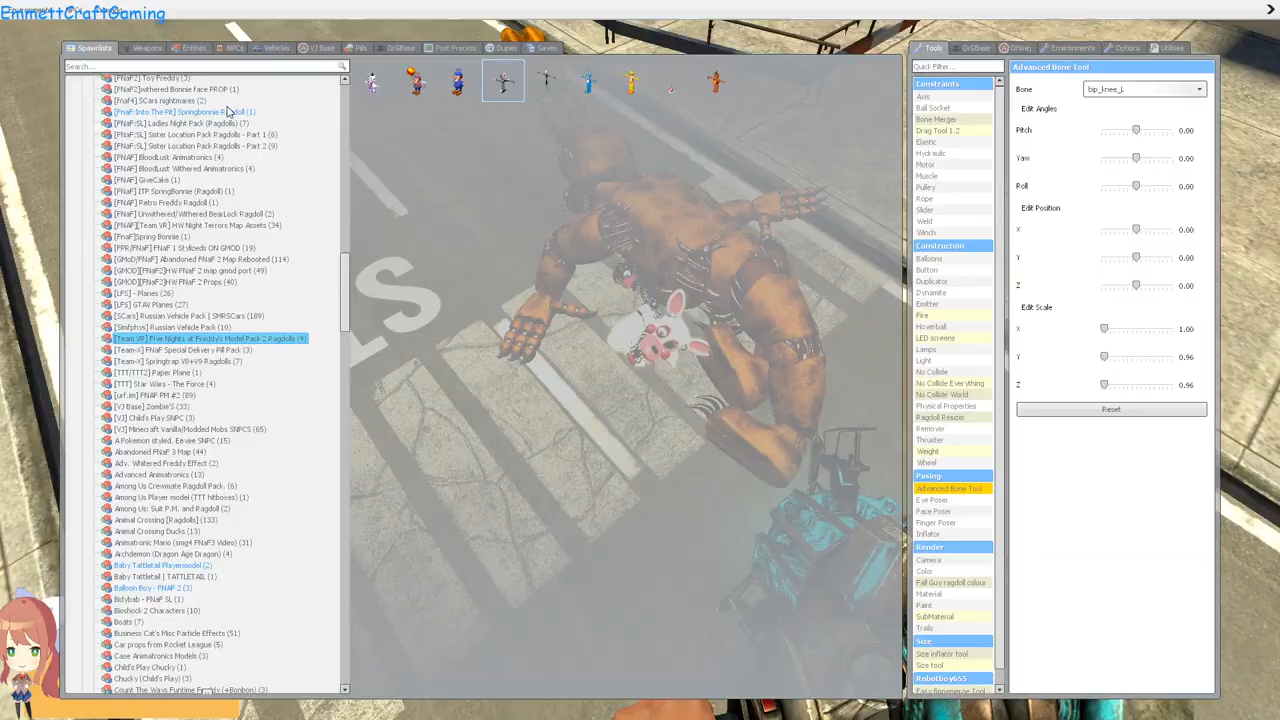 EmmettCraftGaming
Spawnlists Weapons Entities NPCs Vehicles VJ Base Pills DrGBase Post Process Dupes Saves
Search...
[FNaF2] Toy Freddy (3)
[FNaF2]withered Bonnie face PROP (1)
[Fnaf4] SCars nightmares (2)
[FNaF:SL] Ladies Night Pack (Ragdolls) (7)
[FNaF:SL] Sister Location Pack Ragdolls - Part 1 (6)
[FNaF:SL] Sister Location Pack Ragdolls - Part 2 (9)
[FNAF] BloodLust Animatronics (4)
[FNAF] BloodLust Withered Animatronics (4)
[FNAF] GiveCake (1)
[FNAF] ITP SpringBonnie (Ragdoll) (1)
[FNAF] Retro Freddy Ragdoll (1)
[FNaF] Unwithered/Withered BearLock Ragdoll (2)
[FNAF][Team VR] HW Night Terrors Map Assets (34)
[FNaF]Spring Bonnie (1)
[FPR/FNaF] FNAF 1 Stylizeds ON GMOD (19)
[GMoD/FNaF] Abandoned FNAF 2 Map Rebooted (114)
[GMOD][FNAF2]HW FNAF 2 map gmod port (49)
[GMOD][FNAF2]HW FNAF 2 Props (40)
[LFS] - Planes (26)
[LFS] GTAV Planes (27)
[SCars] Russian Vehicle Pack | SMRSCars (189)
[Simfphys] Russian Vehicle Pack (10)
[Team VR] Five Nights at Freddy's Model Pack 2 Ragdolls (9)
[Team-X] FNaF Special Delivery Pill Pack (3)
[Team-X] Springtrap V8+V9 Ragdolls (7)
[TTT/TTT2] Paper Plane (1)
[TTT] Star Wars - The Force (4)
[urf.im] FNAF PM #2 (89)
[VJ Base] Zombie'S (33)
[VJ] Child's Play SNPC (3)
[VJ] Minecraft Vanilla/Modded Mobs SNPCS (65)
A Pokemon styled. Eevee SNPC (15)
Abandoned FNAF 3 Map (44)
Adv. Whitered Freddy Effect (2)
Advanced Animatronics (13)
Among Us Crewmate Ragdoll Pack. (6)
Among Us Player model (TTT hitboxes) (1)
Among Us: Suit P.M. and Ragdoll (2)
Animal Crossing [Ragdolls] (133)
Animal Crossing Ducks (13)
Animatronic Mario (smg4 FNAF3 Video) (31)
Archdemon (Dragon Age Dragon) (4)
Baby Tattletail Playermodel (2)
Baby Tattletail | TATTLETAIL (1)
Balloon Boy - FNAF 2 (3)
Bidybab - FNaF SL (1)
Bioshock 2 Characters (10)
Boats (7)
Business Cat's Misc Particle Effects (51)
Car props from Rocket League (5)
Case Animatronic Models (3)
Child's Play Chucky (1)
Chucky (Child's Play) (3)
Count The Ways Funtime Freddy (+Bonbon) (3)
LS
Tools DrGBase Environments Options Utilities
Quick Filter...
Constraints
Axis
Ball Socket
Bone Merger
Drag Tool 1.2
Elastic
Hydraulic
Motor
Muscle
Pulley
Rope
Slider
Weld
Winch
Construction
Balloons
Button
Duplicator
Dynamite
Emitter
Fire
Hoverball
LED screens
Lamps
Light
No Collide
No Collide Everything
No Collide World
Physical Properties
Ragdoll Resizer
Remover
Thruster
Weight
Wheel
Posing
Advanced Bone Tool
Eye Poser
Face Poser
Finger Poser
Inflator
Render
Camera
Color
Fall Guy ragdoll colour
Material
Paint
SubMaterial
Trails
Size
Size inflator tool
Size tool
Robotboy655
Easy Bonemerge Tool
Advanced Bone Tool
Bone bip_knee_L
Edit Angles
Pitch 0.00
Yaw 0.00
Roll 0.00
Edit Position
X 0.00
Y 0.00
Z 0.00
Edit Scale
X 1.00
Y 0.96
Z 0.96
Reset